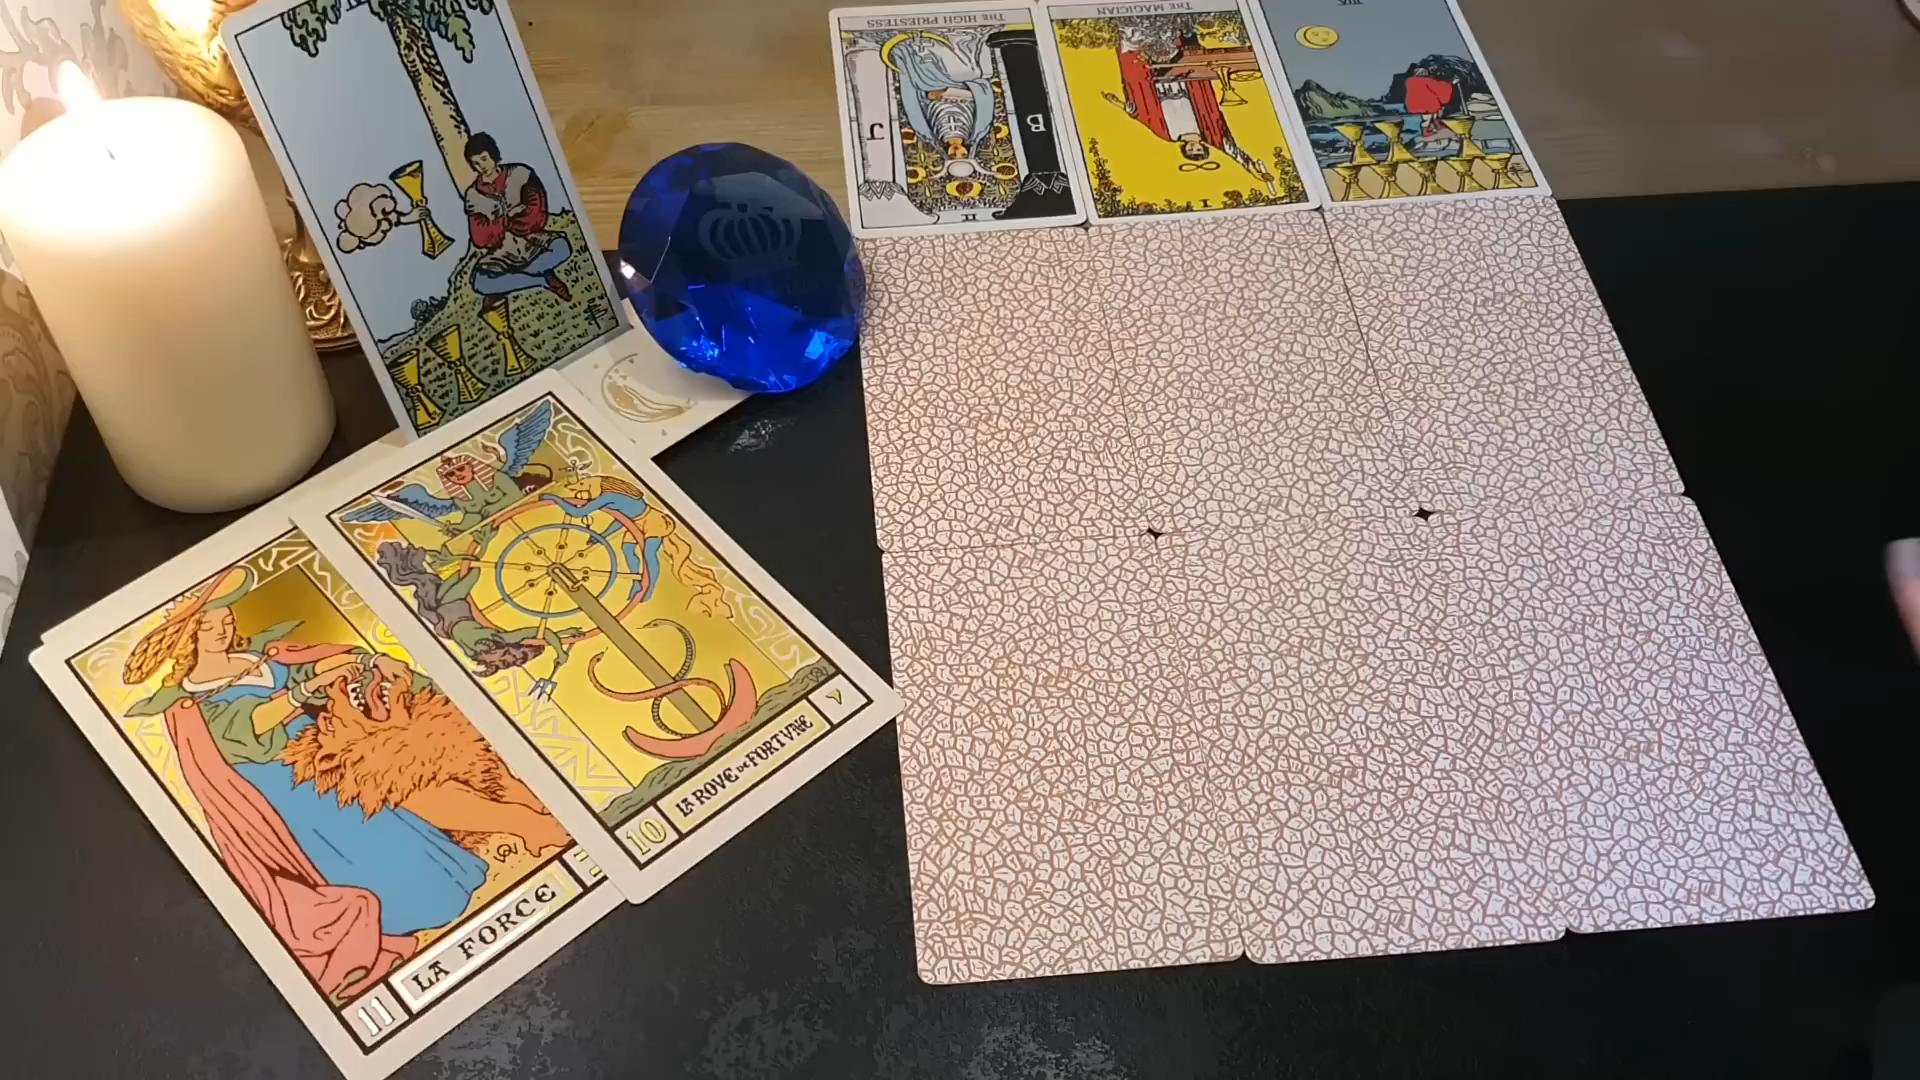 THE HIGH PRIESTESS
J
B
II
THE MAGICIAN
I
LA ROVE DE FORTVNE
10
LA FORCE
11